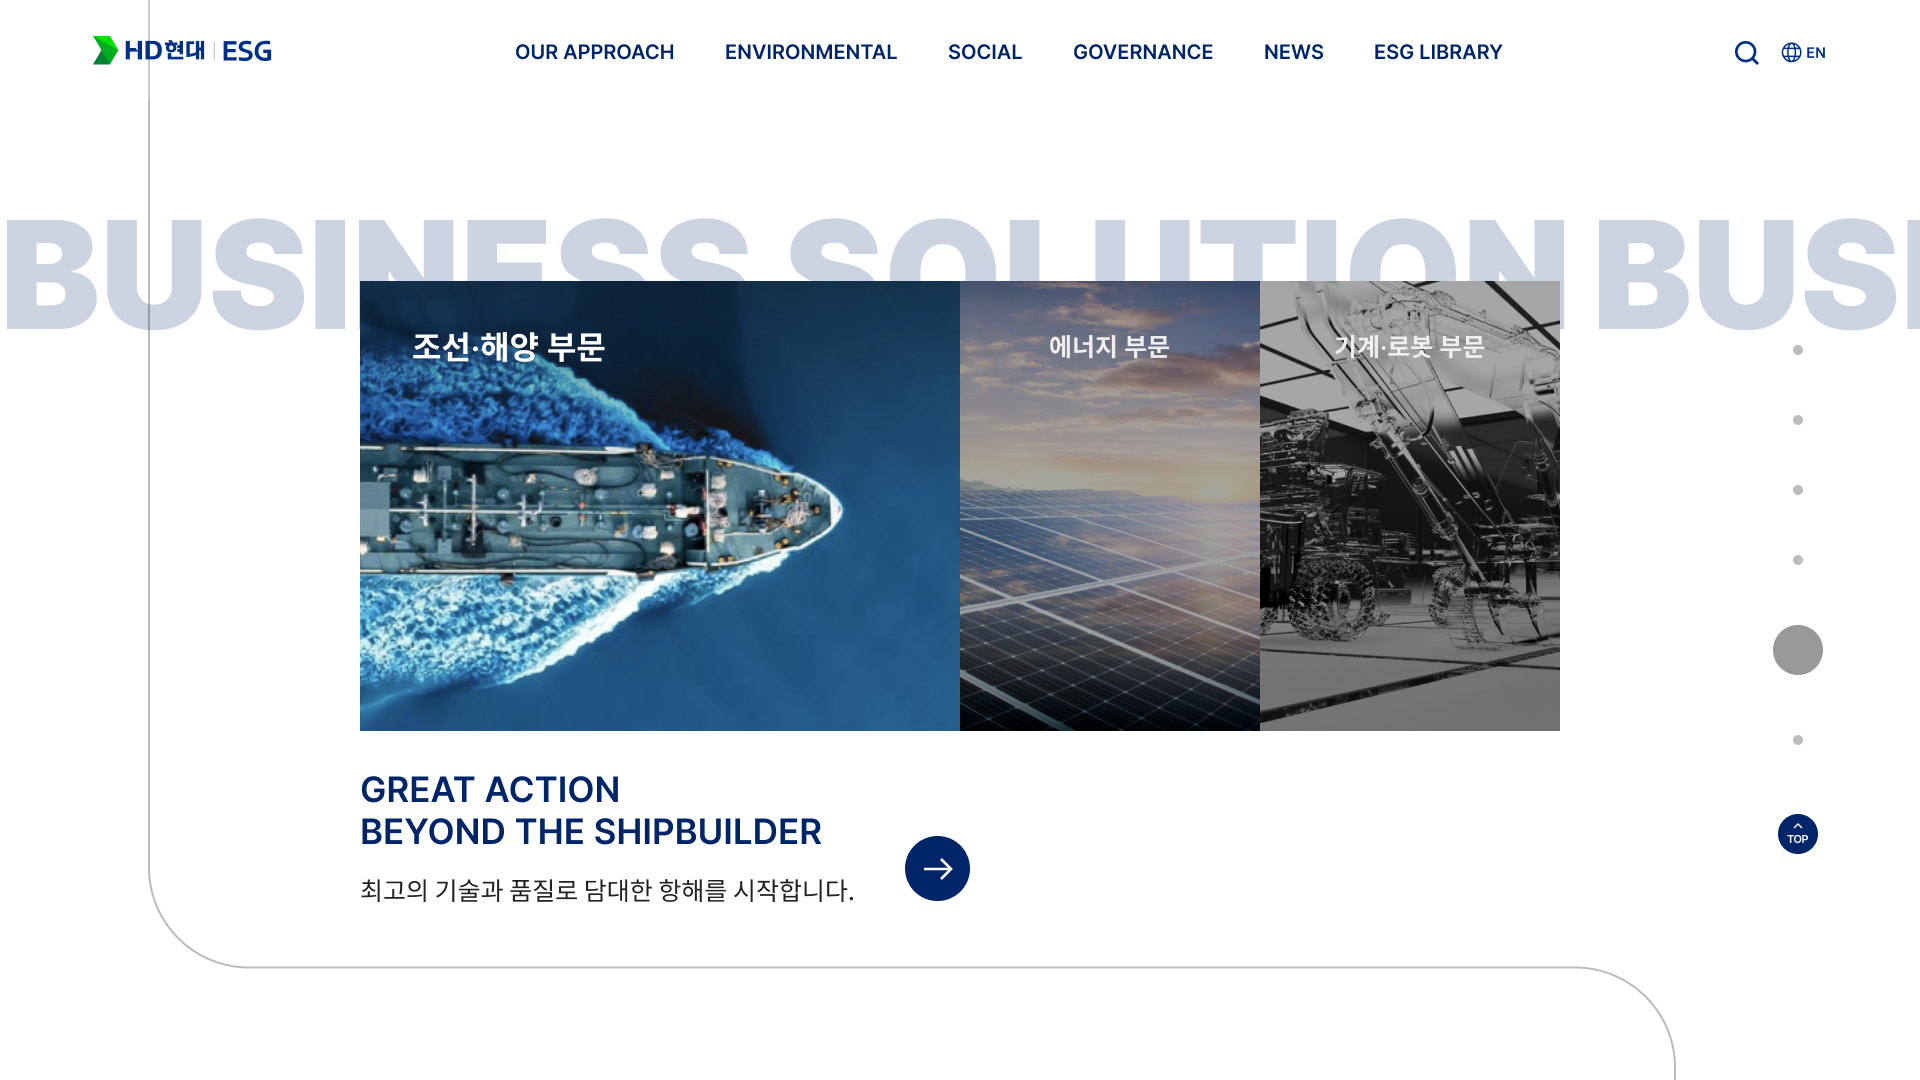 HD현대 ESG
OUR APPROACH
ENVIRONMENTAL
SOCIAL
GOVERNANCE
NEWS
ESG LIBRARY
EN
BUSINESS SOLUTION BUSI
조선·해양 부문
에너지 부문
기계·로봇 부문
GREAT ACTION
BEYOND THE SHIPBUILDER
최고의 기술과 품질로 담대한 항해를 시작합니다.
TOP